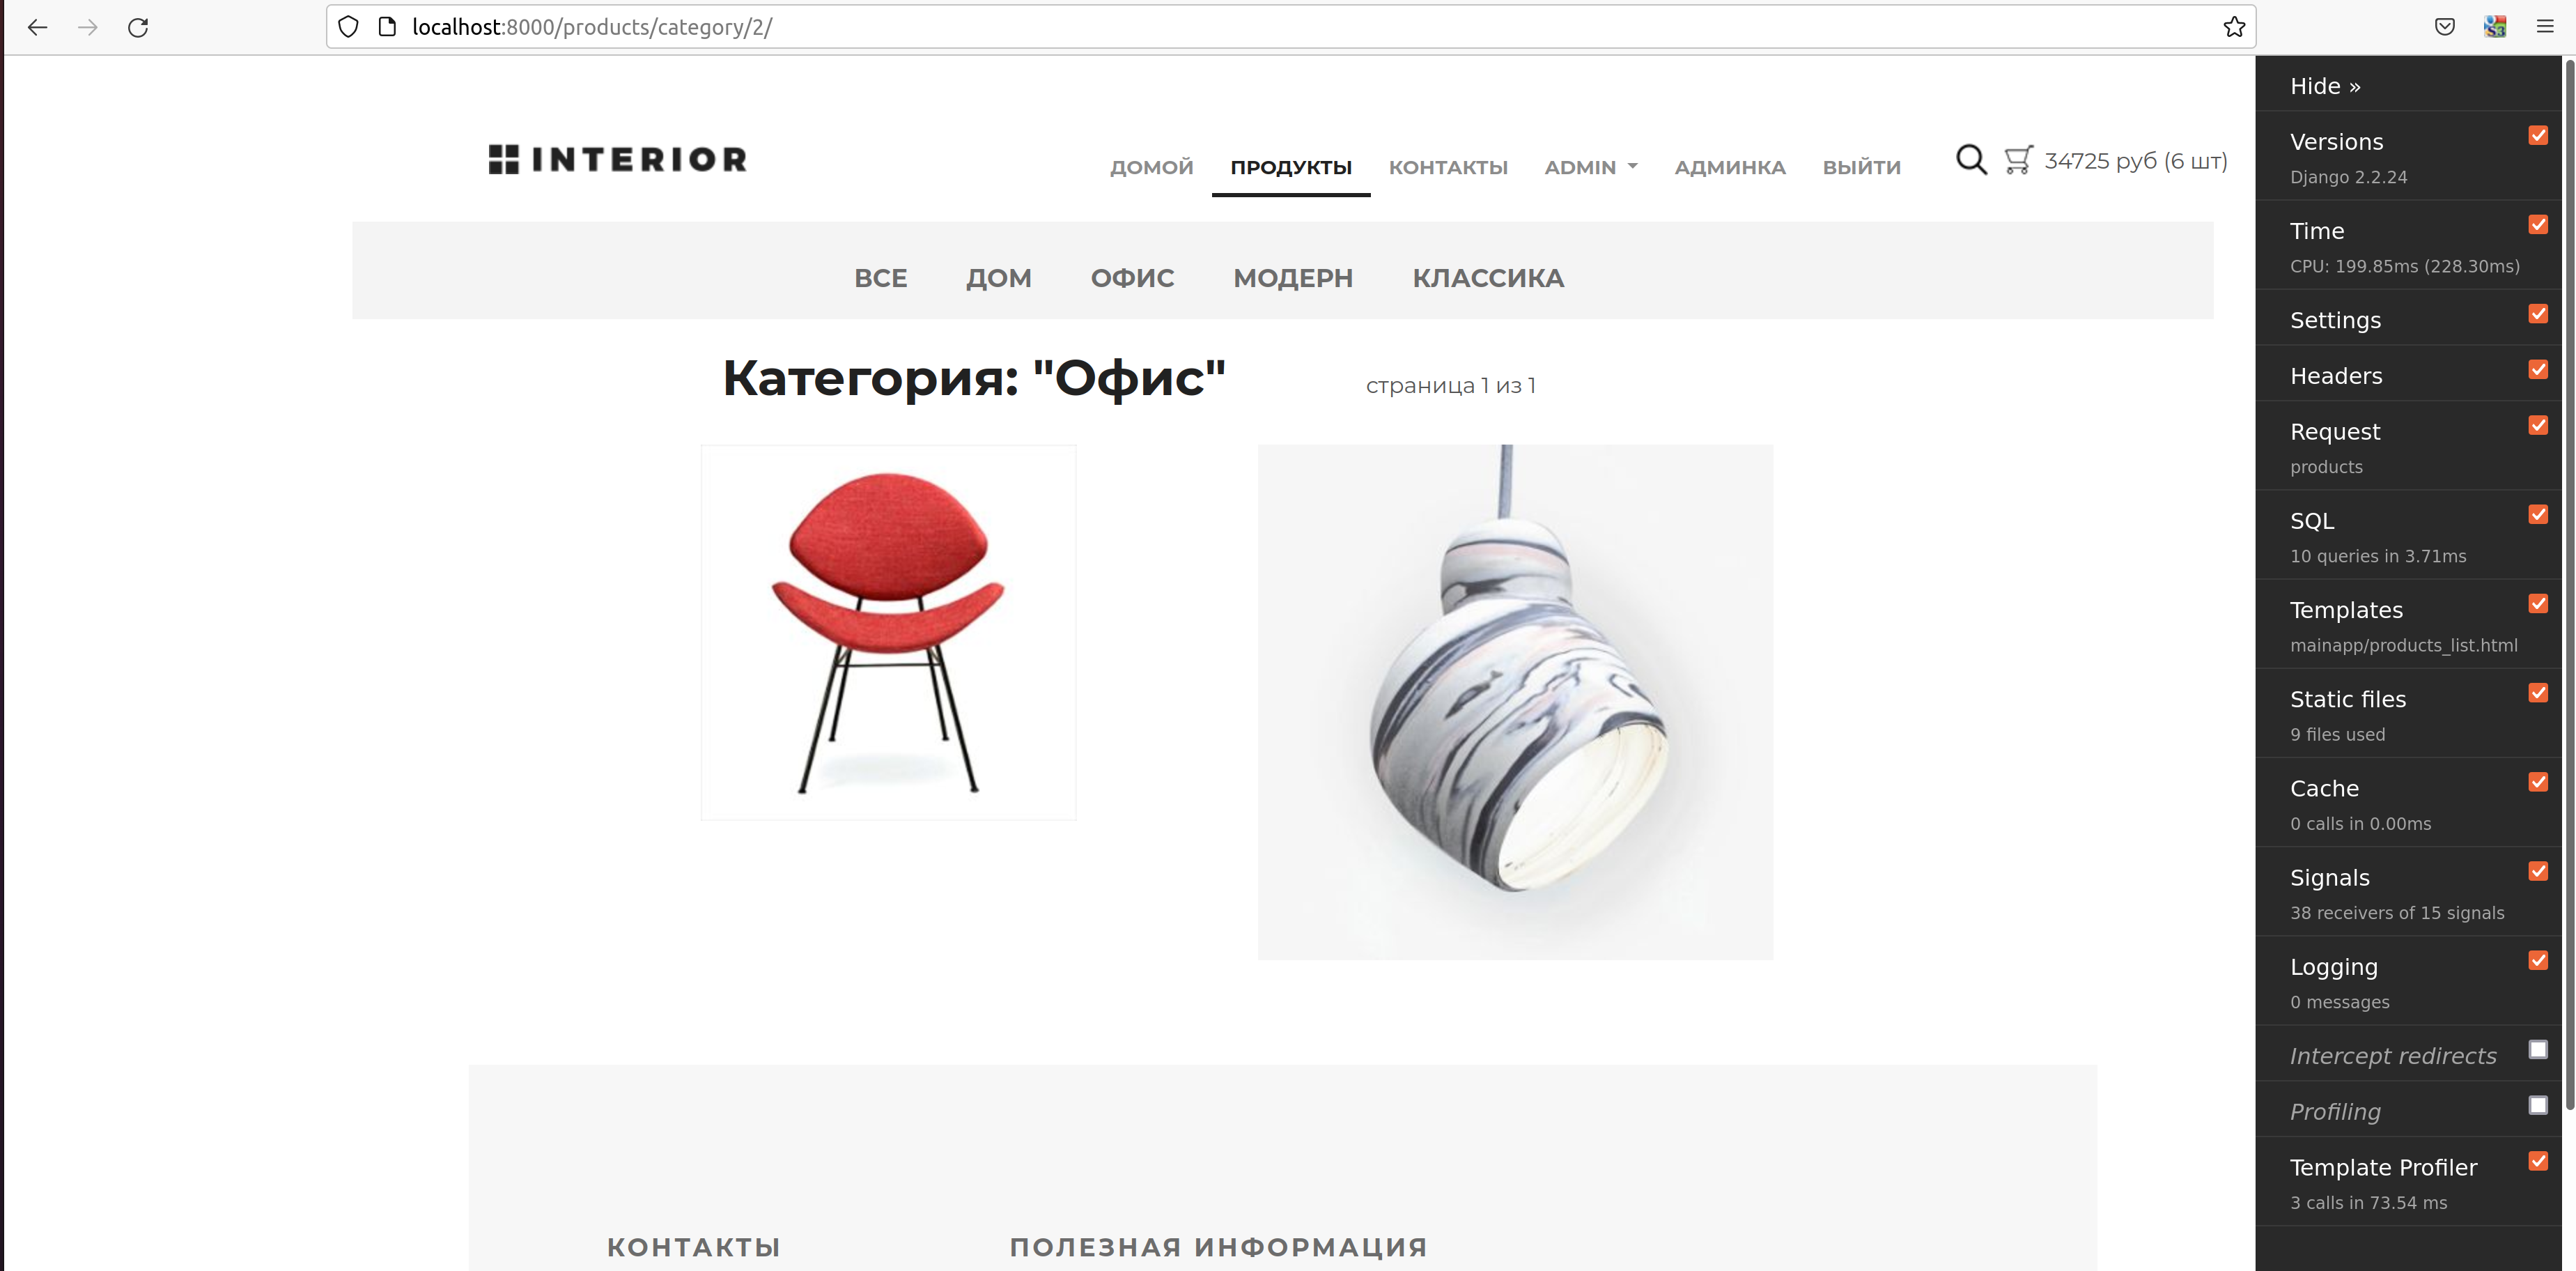 localhost:8000/products/category/2/
INTERIOR
ДОМОЙ ПРОДУКТЫ КОНТАКТЫ ADMIN АДМИНКА ВЫЙТИ 34725 руб (6 шт)
ВСЕ ДОМ ОФИС МОДЕРН КЛАССИКА
Категория: "Офис" страница 1 из 1
КОНТАКТЫ ПОЛЕЗНАЯ ИНФОРМАЦИЯ
Hide »
Versions
Django 2.2.24
Time
CPU: 199.85ms (228.30ms)
Settings
Headers
Request
products
SQL
10 queries in 3.71ms
Templates
mainapp/products_list.html
Static files
9 files used
Cache
0 calls in 0.00ms
Signals
38 receivers of 15 signals
Logging
0 messages
Intercept redirects
Profiling
Template Profiler
3 calls in 73.54 ms